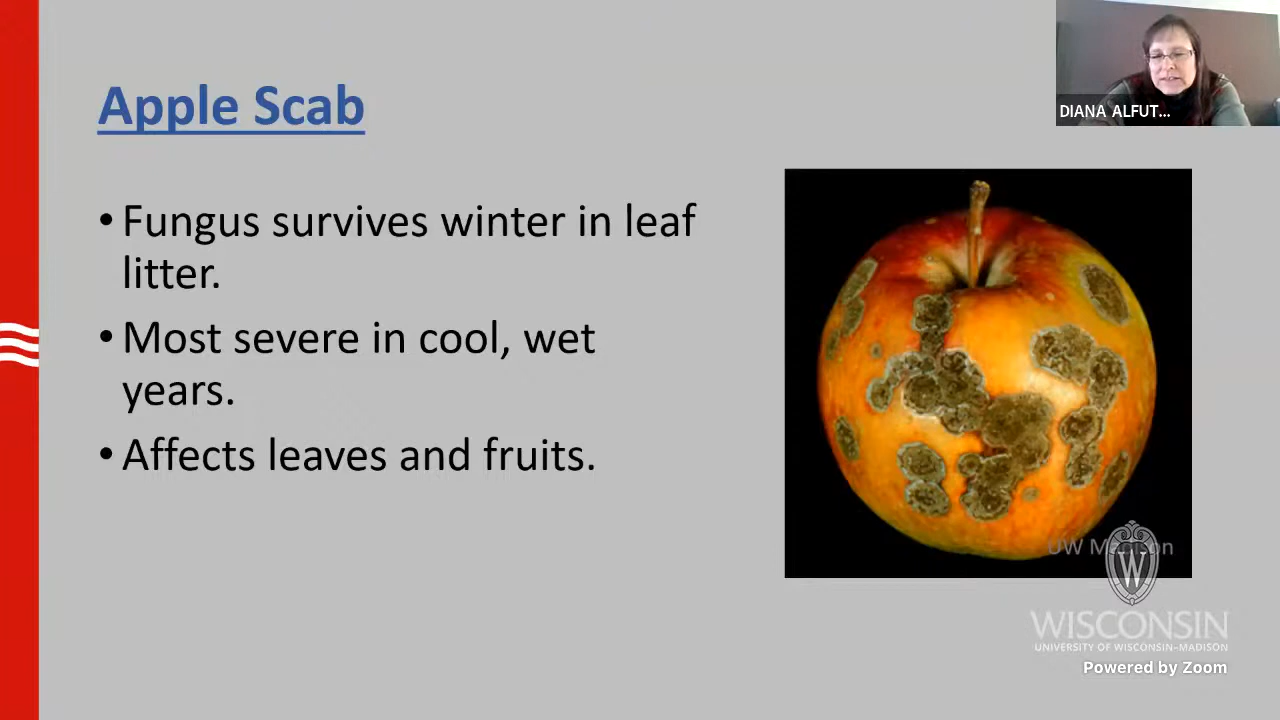 Apple Scab
DIANA ALFUT...
• Fungus survives winter in leaf
litter.
• Most severe in cool, wet
years.
• Affects leaves and fruits.
UW Madison
W
WISCONSIN
UNIVERSITY OF WISCONSIN–MADISON
Powered by Zoom